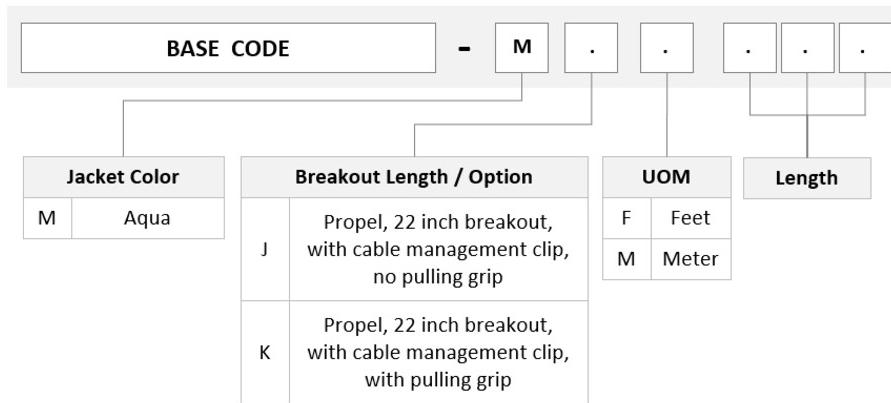 BASE CODE - M . . . . .
Jacket Color
M Aqua
Breakout Length / Option
J Propel, 22 inch breakout,
with cable management clip,
no pulling grip
K Propel, 22 inch breakout,
with cable management clip,
with pulling grip
UOM
F Feet
M Meter
Length